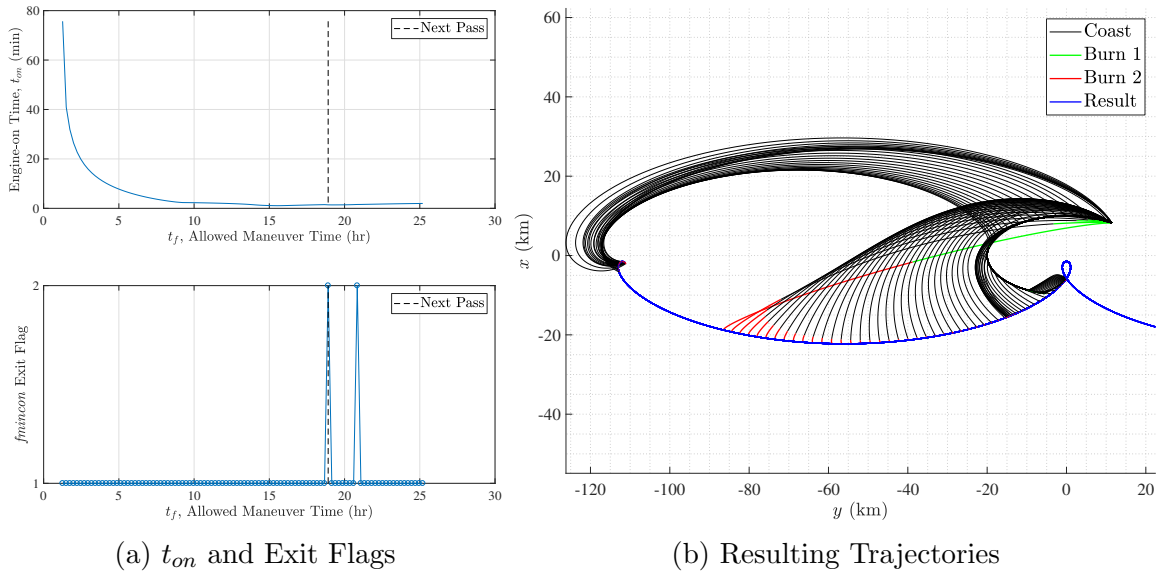 80
60
40
20
0
Engine-on Time, t_on (min)
Next Pass
0 5 10 15 20 25 30
t_f, Allowed Maneuver Time (hr)
2
1
fmincon Exit Flag
Next Pass
0 5 10 15 20 25 30
t_f, Allowed Maneuver Time (hr)
(a) t_on and Exit Flags
60
40
20
0
-20
-40
x (km)
Coast
Burn 1
Burn 2
Result
-120 -100 -80 -60 -40 -20 0 20
y (km)
(b) Resulting Trajectories